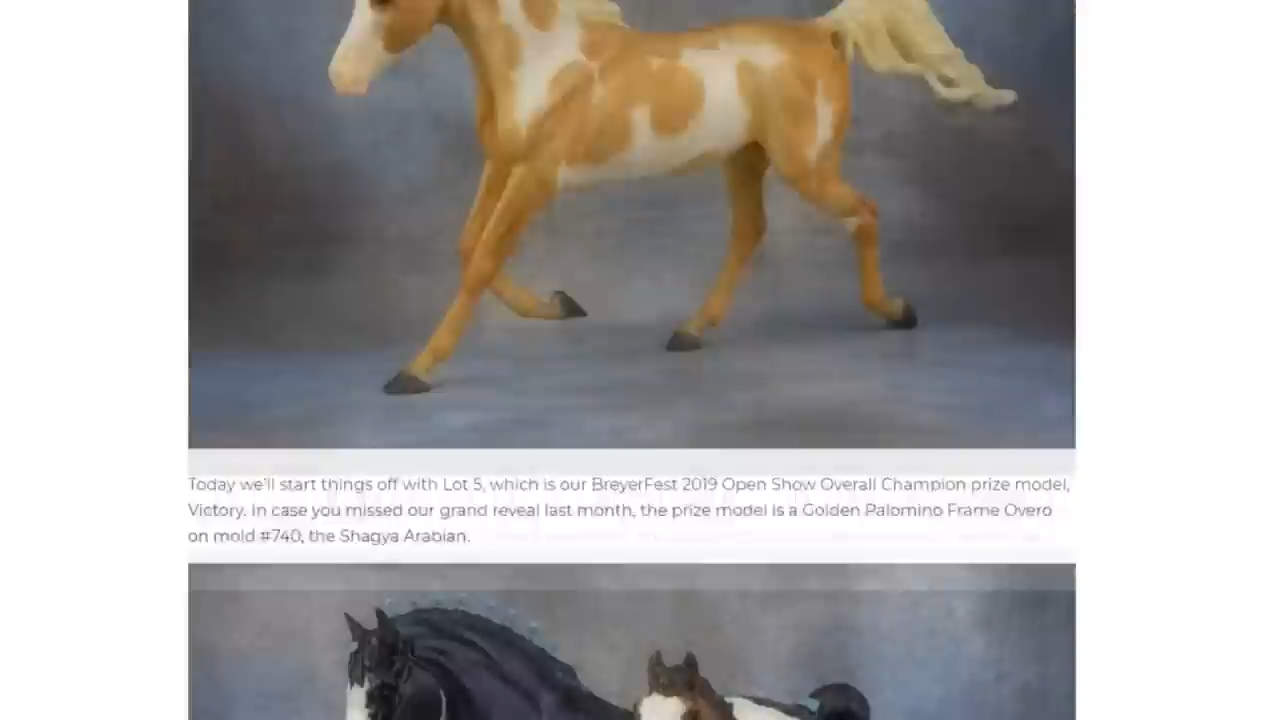 Today we'll start things off with Lot 5, which is our BreyerFest 2019 Open Show Overall Champion prize model,
Victory. In case you missed our grand reveal last month, the prize model is a Golden Palomino Frame Overo
on mold #740, the Shagya Arabian.